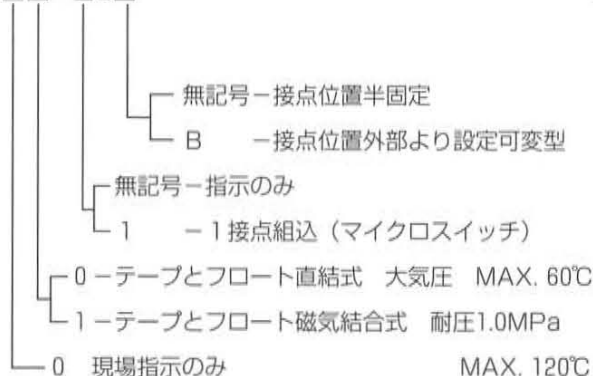 無記号－接点位置半固定
B －接点位置外部より設定可変型
無記号－指示のみ
1 －1接点組込（マイクロスイッチ）
0－テープとフロート直結式 大気圧 MAX. 60℃
1－テープとフロート磁気結合式 耐圧1.0MPa
0 現場指示のみ MAX. 120℃